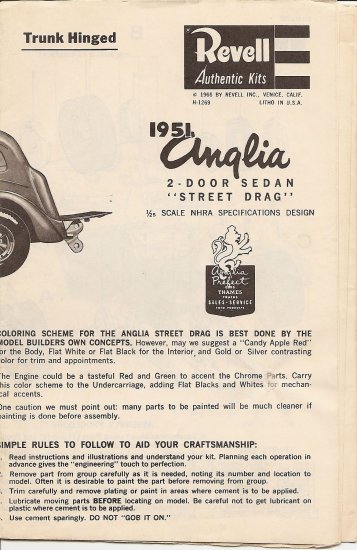 Trunk Hinged
Revell
Authentic Kits
© 1966 BY REVELL INC., VENICE, CALIF.
H-1269 LITHO IN U.S.A.
1951
Anglia
2-DOOR SEDAN
"STREET DRAG"
1/25 SCALE NHRA SPECIFICATIONS DESIGN
Anglia
Prefect
THAMES
TRUCKS
SALES-SERVICE
FORD PRODUCTS
COLORING SCHEME FOR THE ANGLIA STREET DRAG IS BEST DONE BY THE
MODEL BUILDERS OWN CONCEPTS. However, may we suggest a "Candy Apple Red"
for the Body, Flat White or Flat Black for the Interior and Gold or Silver contrasting
color for trim and appointments.
The Engine could be a tasteful Red and Green to accent the Chrome Parts. Carry
this color scheme to the Undercarriage, adding Flat Blacks and Whites for mechan-
ical accents.
One caution we must point out: many parts to be painted will be much cleaner if
painting is done before assembly.
SIMPLE RULES TO FOLLOW TO AID YOUR CRAFTSMANSHIP:
Read instructions and illustrations and understand your kit. Planning each operation in
advance gives the "engineering" touch to perfection.
Remove part from group carefully as it is needed, noting its number and location to
model. Often it is desirable to paint the part before removing from group.
Trim carefully and remove plating or paint in areas where cement is to be applied.
Lubricate moving parts BEFORE locating on model. Be careful not to get lubricant on
plastic where cement is to be applied.
Use cement sparingly. DO NOT "GOB IT ON."